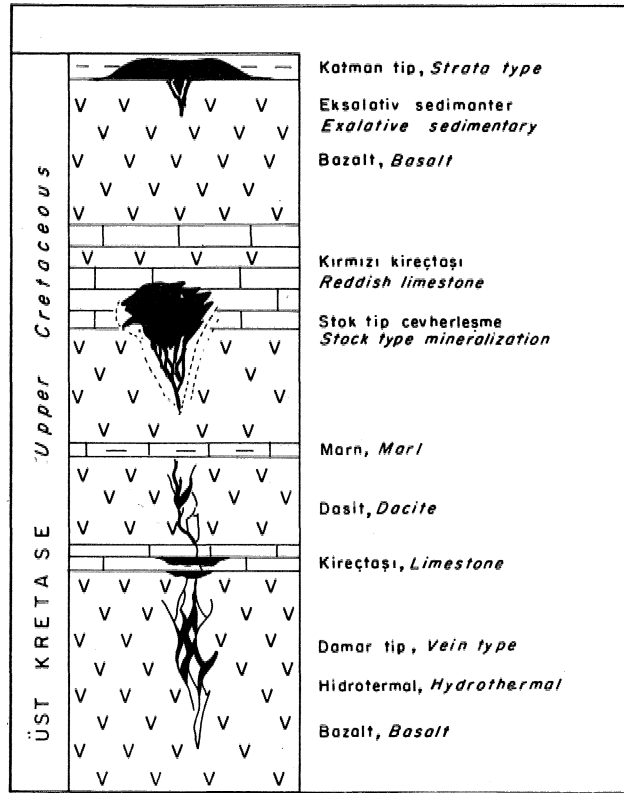 Katman tip, Strata type
Eksalativ sedimanter
Exalative sedimentary
Bazalt, Basalt
Kırmızı kireçtaşı
Reddish limestone
Stok tip cevherleşme
Stock type mineralization
Marn, Marl
Dasit, Dacite
Kireçtaşı, Limestone
Damar tip, Vein type
Hidrotermal, Hydrothermal
Bazalt, Basalt
ÜST KRETASE Upper Cretaceous